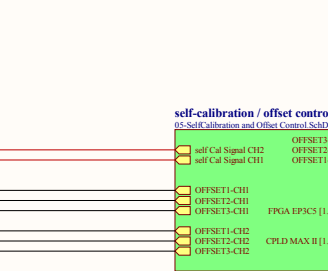 self-calibration / offset contro
05-SelfCalibration and Offset Control.SchD
OFFSET3-
self Cal Signal CH2 OFFSET2-
self Cal Signal CH1 OFFSET1-
OFFSET1-CH1
OFFSET2-CH1
OFFSET3-CH1 FPGA EP3C5 [1.
OFFSET1-CH2
OFFSET2-CH2 CPLD MAX II [1.
OFFSET3-CH2